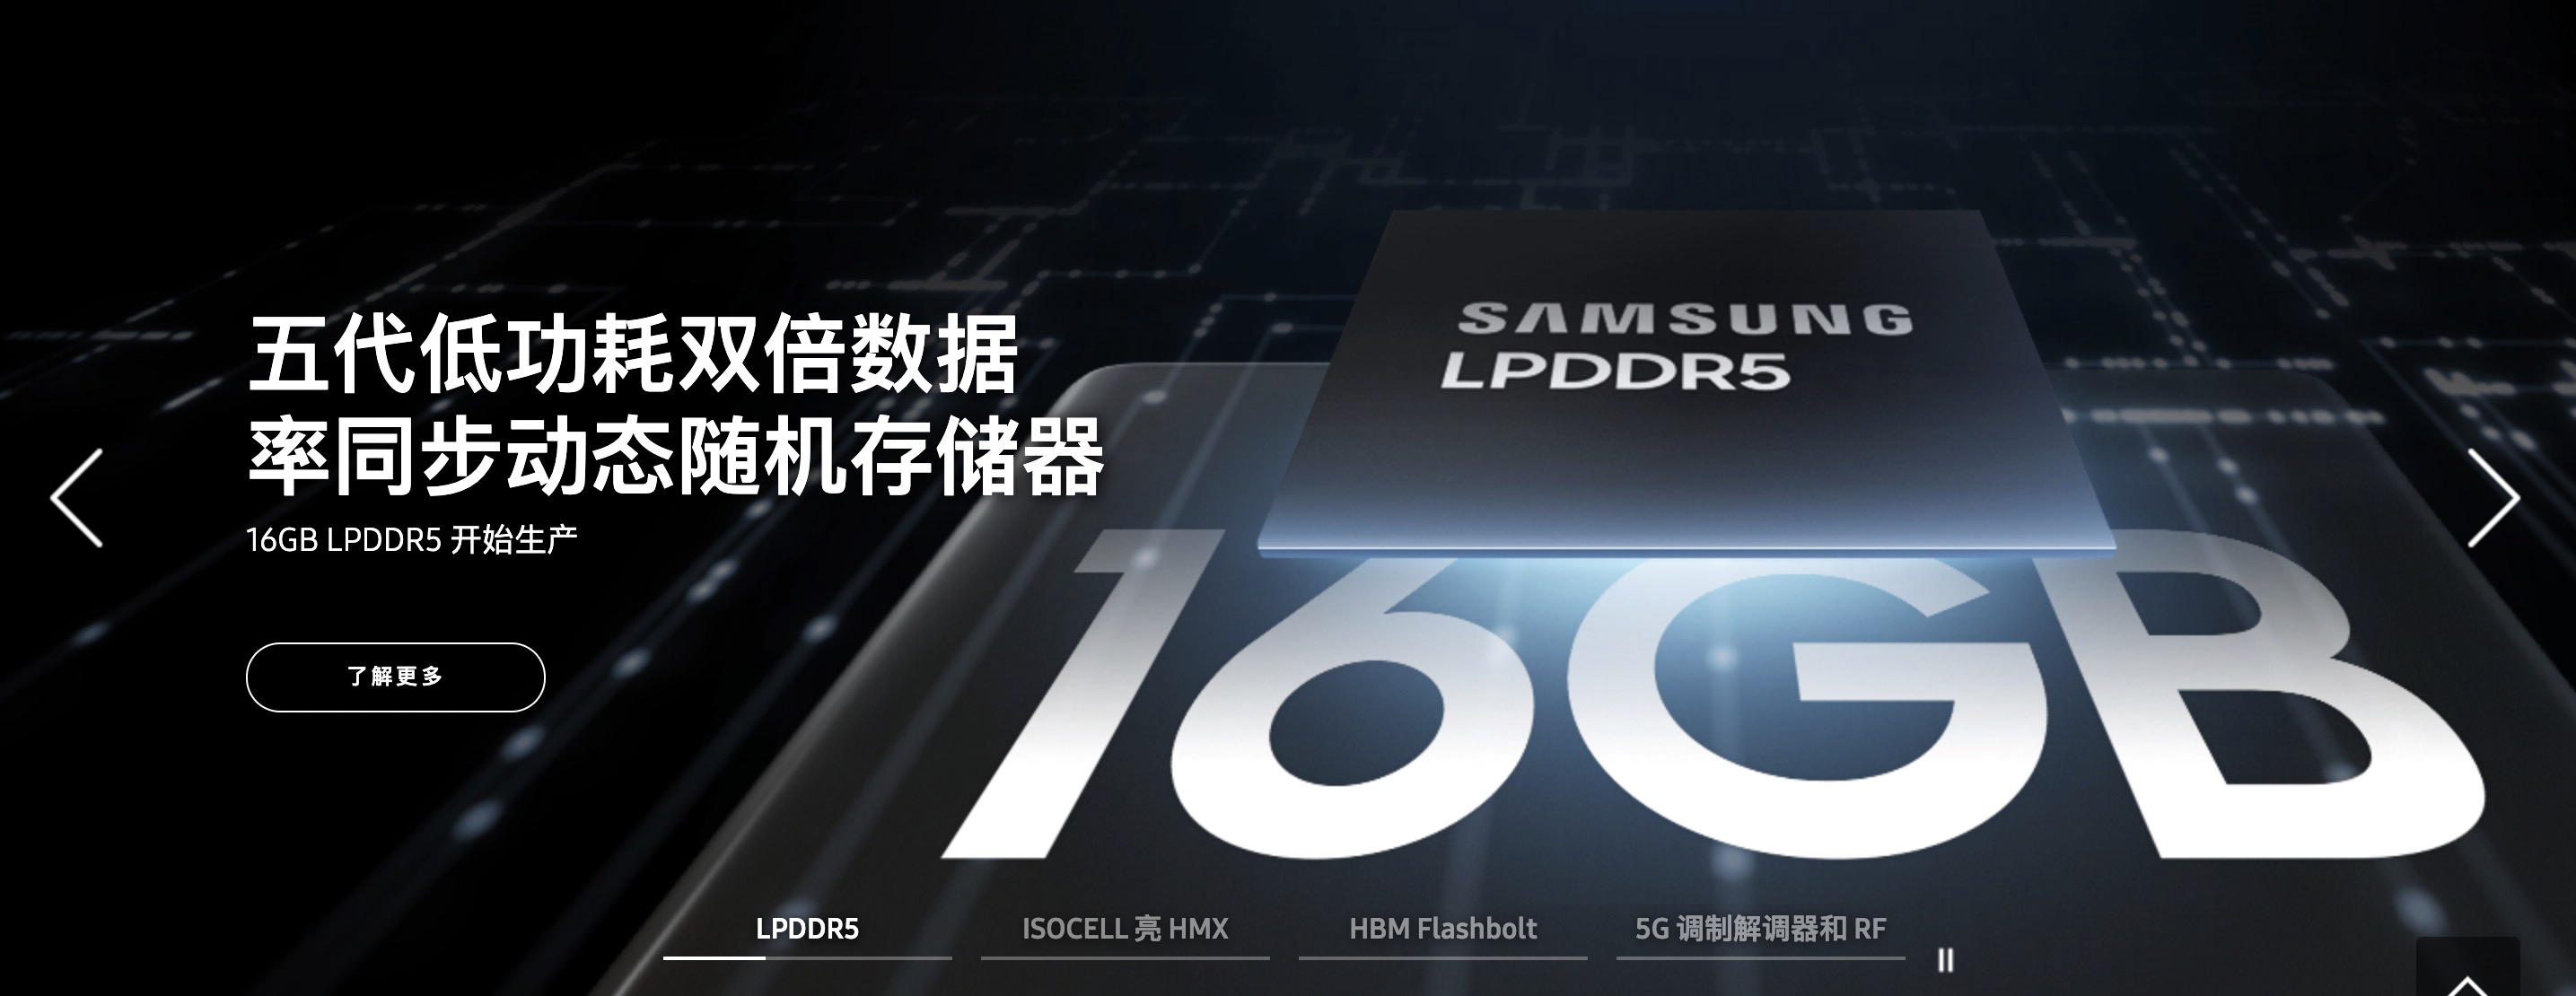 五代低功耗双倍数据
率同步动态随机存储器
16GB LPDDR5 开始生产
了解更多
SAMSUNG
LPDDR5
16GB
LPDDR5
ISOCELL 亮 HMX
HBM Flashbolt
5G 调制解调器和 RF